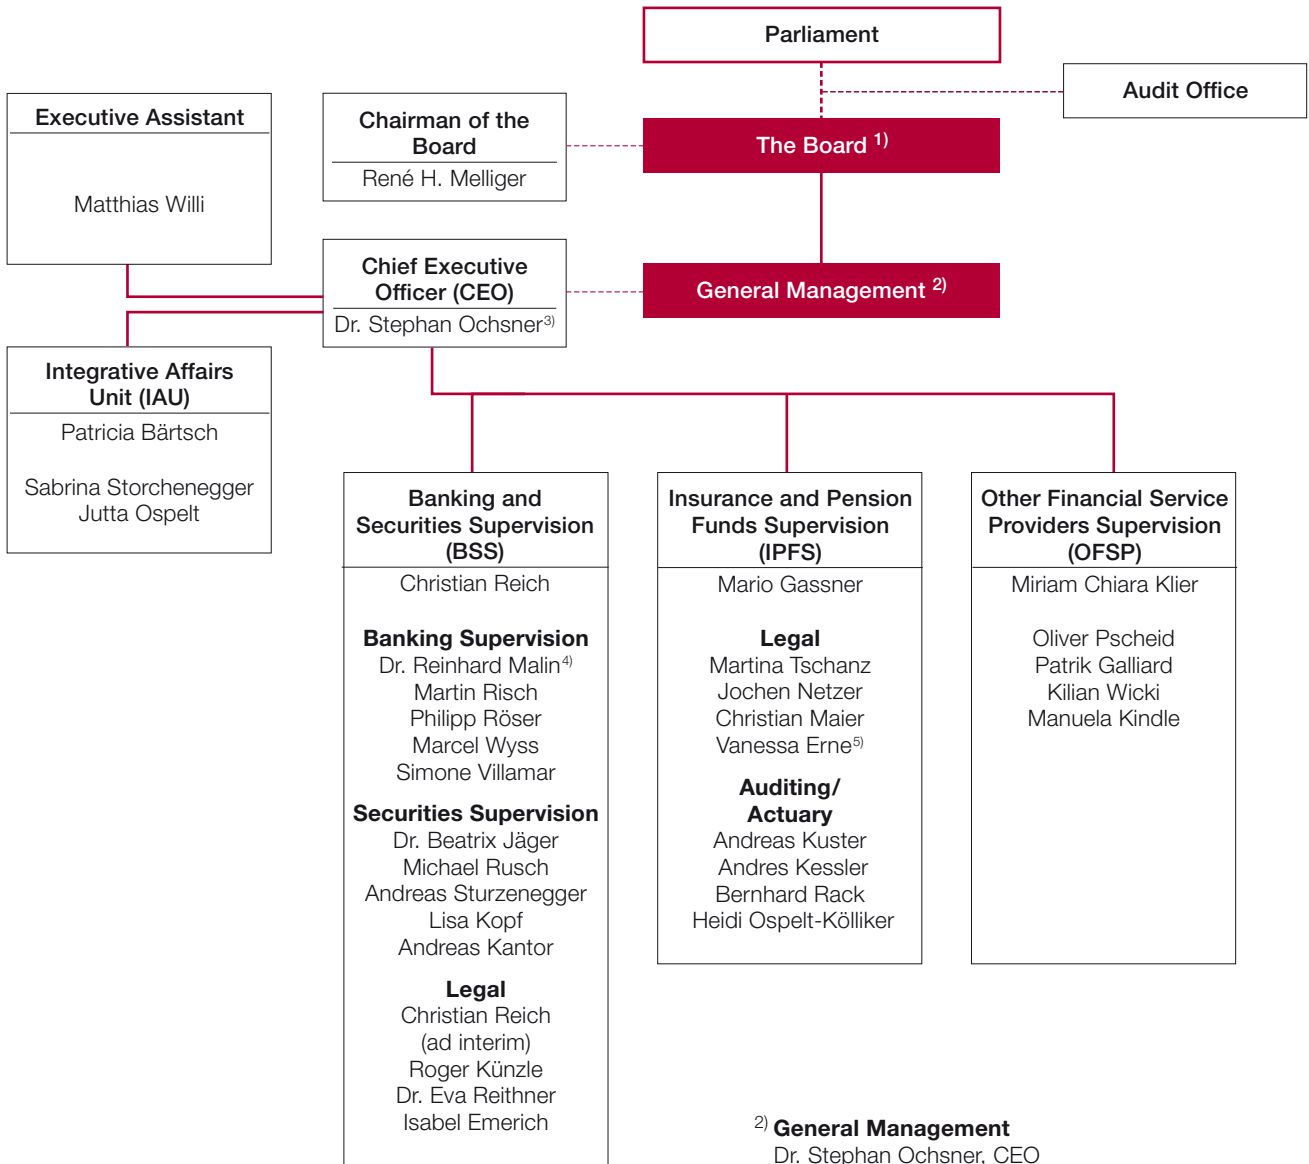 Parliament
Audit Office
Executive Assistant
Matthias Willi
Chairman of the
Board
René H. Melliger
The Board 1)
Chief Executive
Officer (CEO)
Dr. Stephan Ochsner3)
General Management 2)
Integrative Affairs
Unit (IAU)
Patricia Bärtsch
Sabrina Storchenegger
Jutta Ospelt
Banking and
Securities Supervision
(BSS)
Christian Reich
Banking Supervision
Dr. Reinhard Malin4)
Martin Risch
Philipp Röser
Marcel Wyss
Simone Villamar
Securities Supervision
Dr. Beatrix Jäger
Michael Rusch
Andreas Sturzenegger
Lisa Kopf
Andreas Kantor
Legal
Christian Reich
(ad interim)
Roger Künzle
Dr. Eva Reithner
Isabel Emerich
Insurance and Pension
Funds Supervision
(IPFS)
Mario Gassner
Legal
Martina Tschanz
Jochen Netzer
Christian Maier
Vanessa Erne5)
Auditing/
Actuary
Andreas Kuster
Andres Kessler
Bernhard Rack
Heidi Ospelt-Kölliker
Other Financial Service
Providers Supervision
(OFSP)
Miriam Chiara Klier
Oliver Pscheid
Patrik Galliard
Kilian Wicki
Manuela Kindle
2) General Management
Dr. Stephan Ochsner, CEO